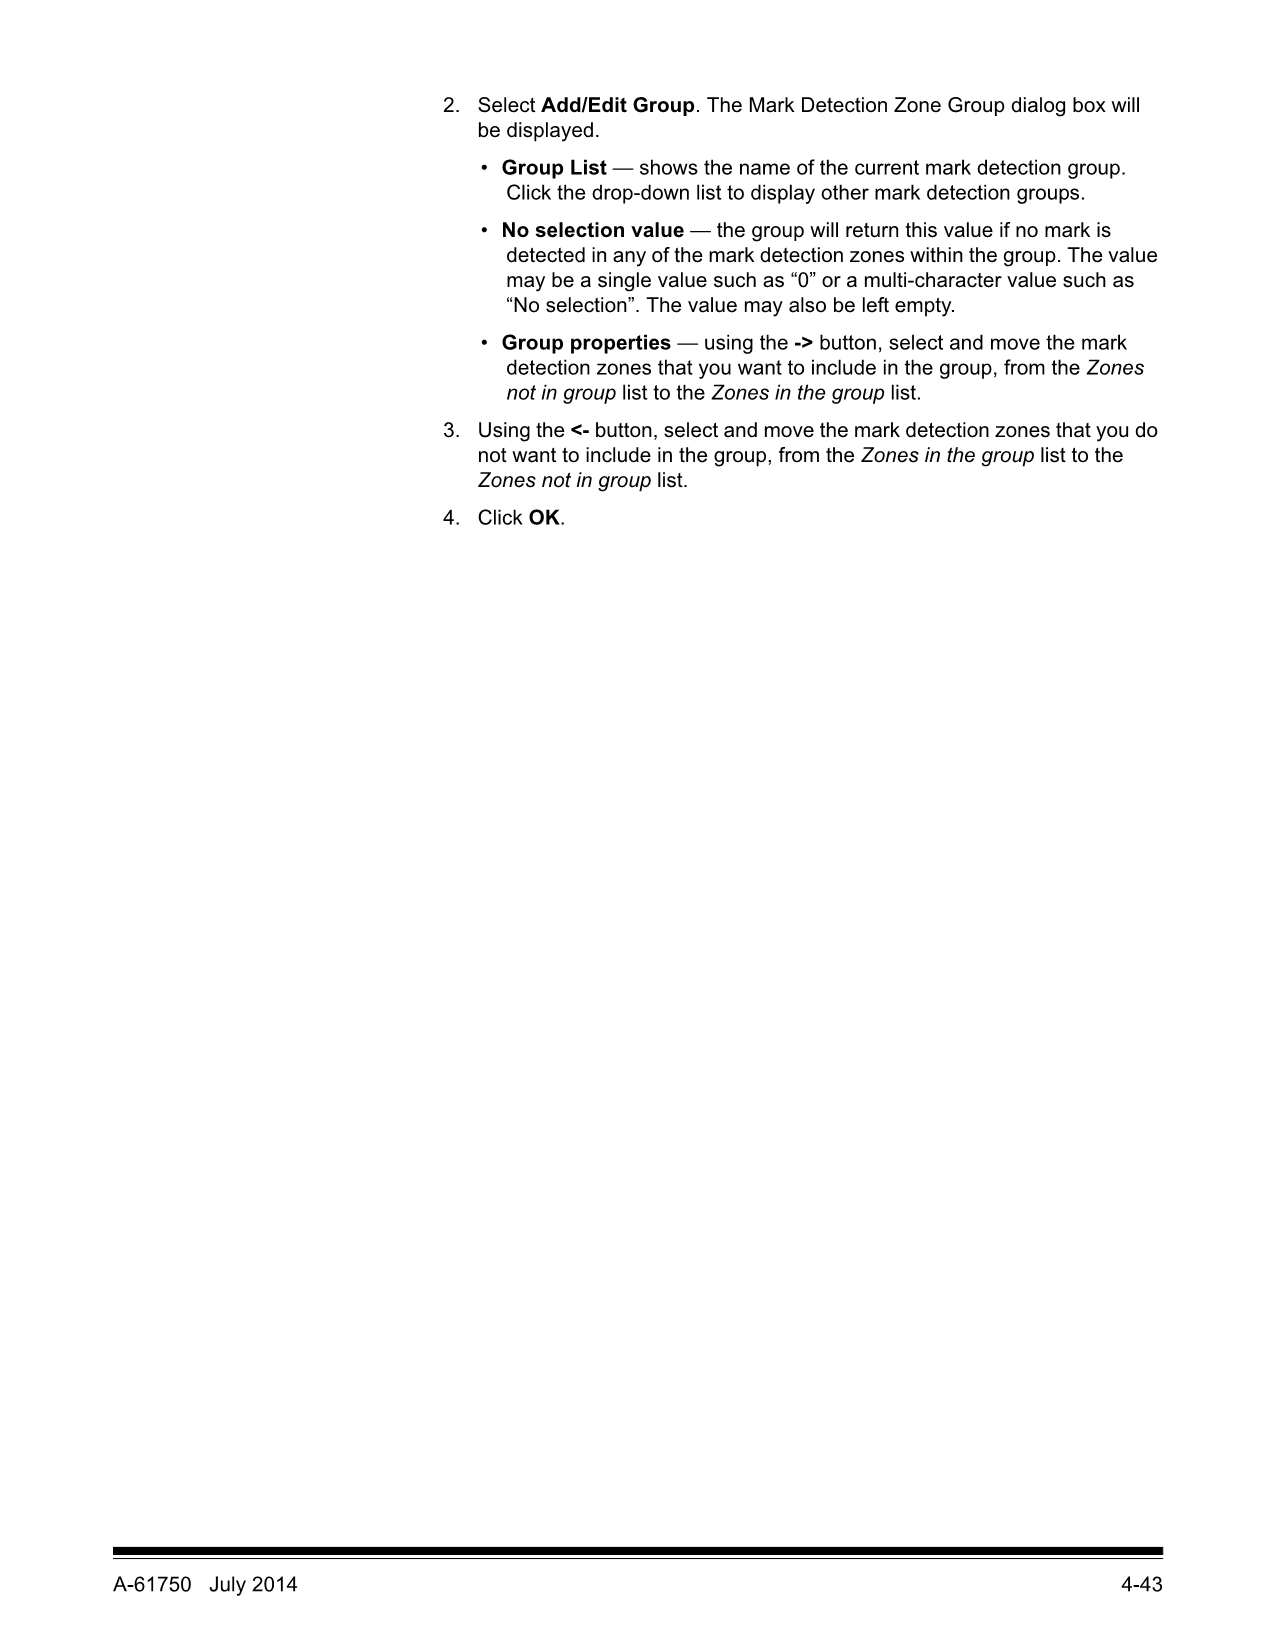 2. Select Add/Edit Group. The Mark Detection Zone Group dialog box will
be displayed.
• Group List — shows the name of the current mark detection group.
Click the drop-down list to display other mark detection groups.
• No selection value — the group will return this value if no mark is
detected in any of the mark detection zones within the group. The value
may be a single value such as “0” or a multi-character value such as
“No selection”. The value may also be left empty.
• Group properties — using the -> button, select and move the mark
detection zones that you want to include in the group, from the Zones
not in group list to the Zones in the group list.
3. Using the <- button, select and move the mark detection zones that you do
not want to include in the group, from the Zones in the group list to the
Zones not in group list.
4. Click OK.
A-61750 July 2014 4-43